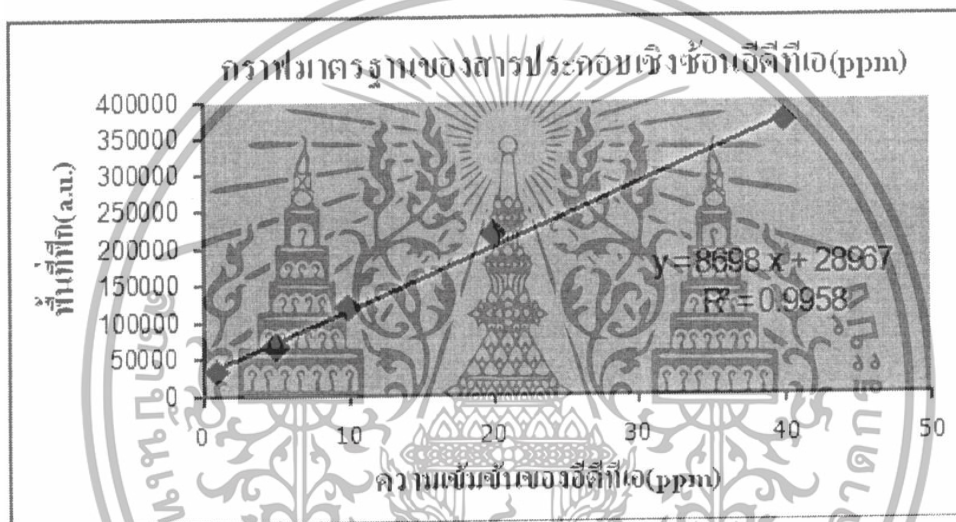 กราฟมาตรฐานของสารประกอบเชิงซ้อนอีดีทีเอ(ppm)
400000
350000
300000
250000
200000
150000
100000
50000
0
พื้นที่พีก(a.u.)
y = 8698 x + 28967
R² = 0.9958
0 10 20 30 40 50
ความเข้มข้นของอีดีทีเอ(ppm)